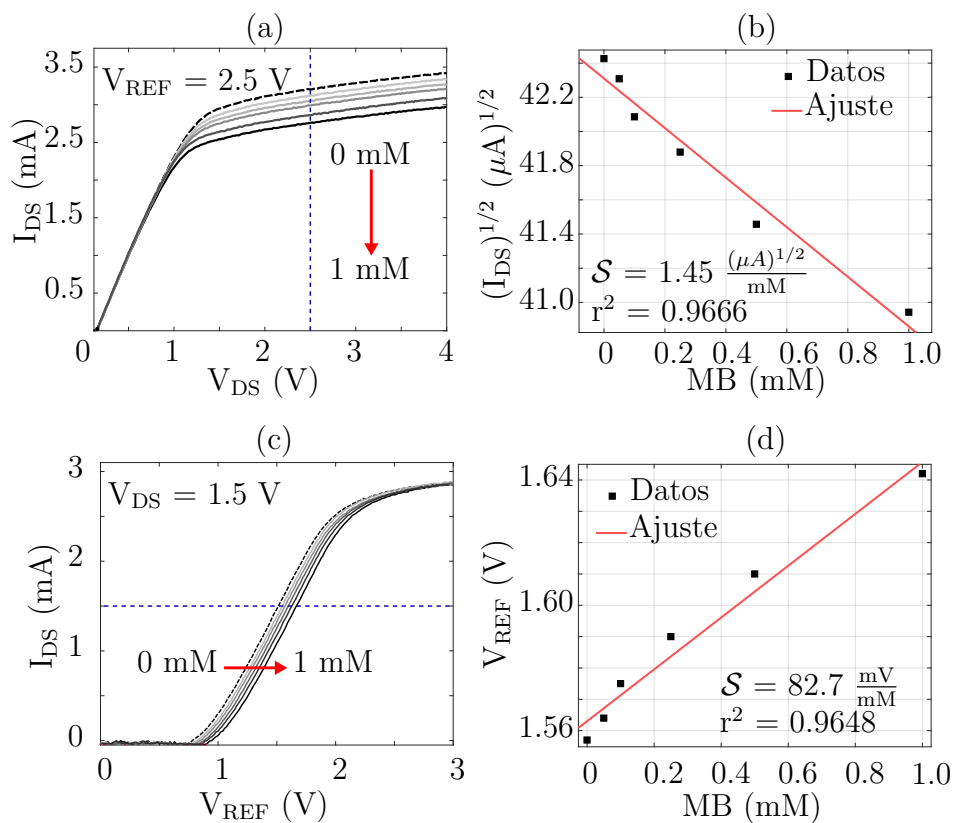 (a)
V_REF = 2.5 V
3.5
2.5
1.5
0.5
I_DS (mA)
0 mM
1 mM
0 1 2 3 4
V_DS (V)
(b)
Datos
Ajuste
42.2
41.8
41.4
41.0
(I_DS)^1/2 (μA)^1/2
𝒮 = 1.45 (μA)^1/2/mM
r² = 0.9666
0 0.2 0.4 0.6 0.8 1.0
MB (mM)
(c)
V_DS = 1.5 V
3
2
1
0
I_DS (mA)
0 mM 1 mM
0 1 2 3
V_REF (V)
(d)
Datos
Ajuste
1.64
1.60
1.56
V_REF (V)
𝒮 = 82.7 mV/mM
r² = 0.9648
0 0.2 0.4 0.6 0.8 1.0
MB (mM)